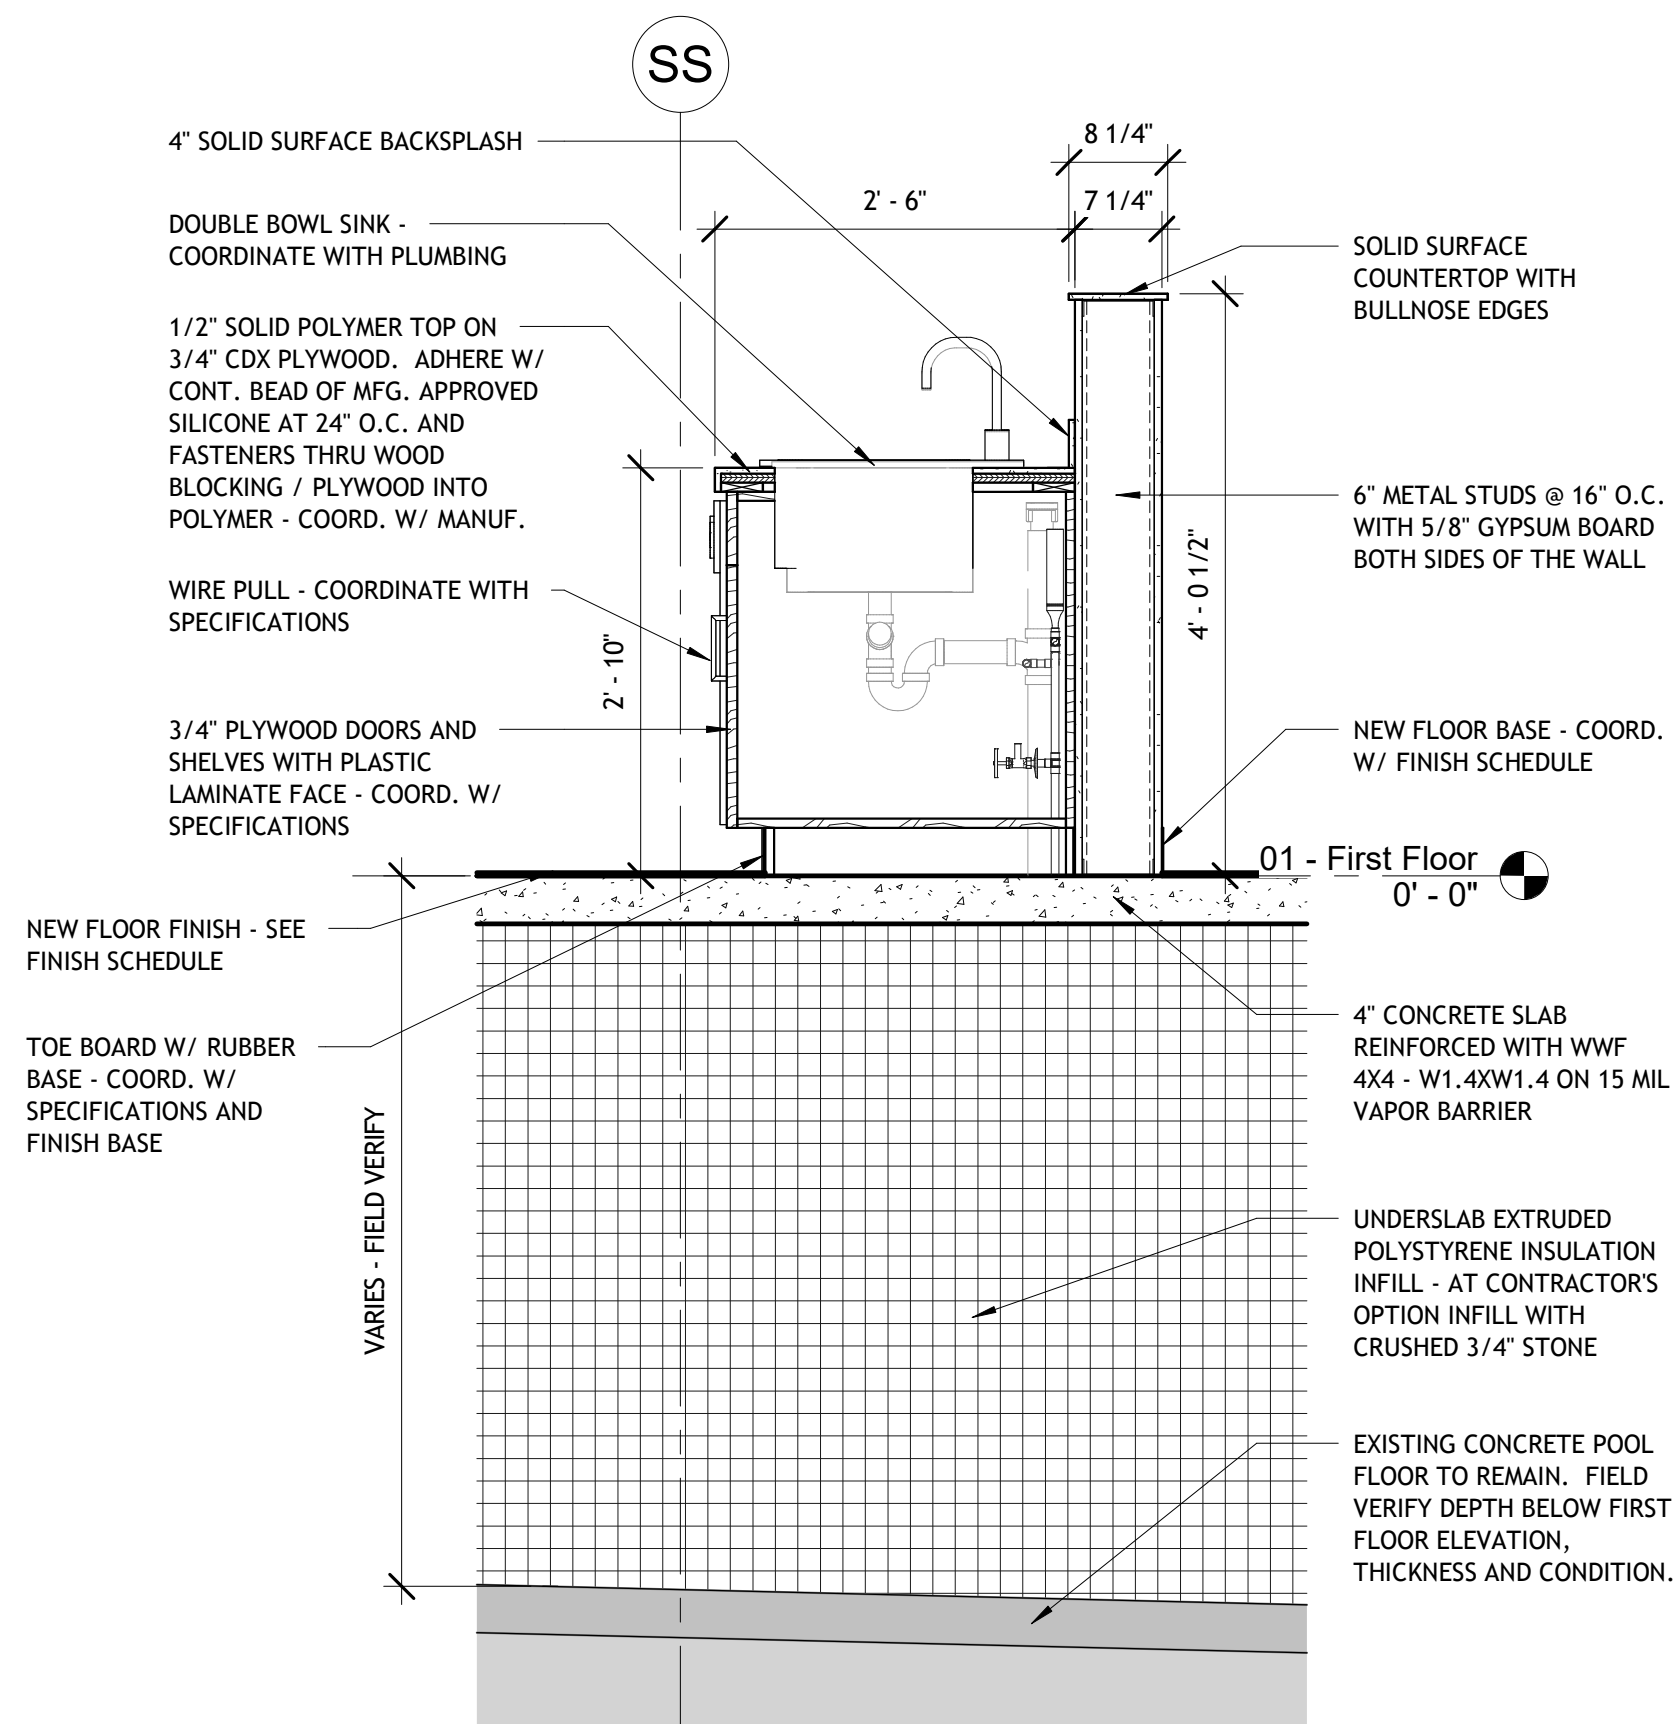 SS
4" SOLID SURFACE BACKSPLASH
DOUBLE BOWL SINK -
COORDINATE WITH PLUMBING
1/2" SOLID POLYMER TOP ON
3/4" CDX PLYWOOD.  ADHERE W/
CONT. BEAD OF MFG. APPROVED
SILICONE AT 24" O.C. AND
FASTENERS THRU WOOD
BLOCKING / PLYWOOD INTO
POLYMER - COORD. W/ MANUF.
WIRE PULL - COORDINATE WITH
SPECIFICATIONS
3/4" PLYWOOD DOORS AND
SHELVES WITH PLASTIC
LAMINATE FACE - COORD. W/
SPECIFICATIONS
NEW FLOOR FINISH - SEE
FINISH SCHEDULE
TOE BOARD W/ RUBBER
BASE - COORD. W/
SPECIFICATIONS AND
FINISH BASE
VARIES - FIELD VERIFY
2' - 10"
2' - 6"
8 1/4"
7 1/4"
4' - 0 1/2"
SOLID SURFACE
COUNTERTOP WITH
BULLNOSE EDGES
6" METAL STUDS @ 16" O.C.
WITH 5/8" GYPSUM BOARD
BOTH SIDES OF THE WALL
NEW FLOOR BASE - COORD.
W/ FINISH SCHEDULE
01 - First Floor
0' - 0"
4" CONCRETE SLAB
REINFORCED WITH WWF
4X4 - W1.4XW1.4 ON 15 MIL
VAPOR BARRIER
UNDERSLAB EXTRUDED
POLYSTYRENE INSULATION
INFILL - AT CONTRACTOR'S
OPTION INFILL WITH
CRUSHED 3/4" STONE
EXISTING CONCRETE POOL
FLOOR TO REMAIN.  FIELD
VERIFY DEPTH BELOW FIRST
FLOOR ELEVATION,
THICKNESS AND CONDITION.